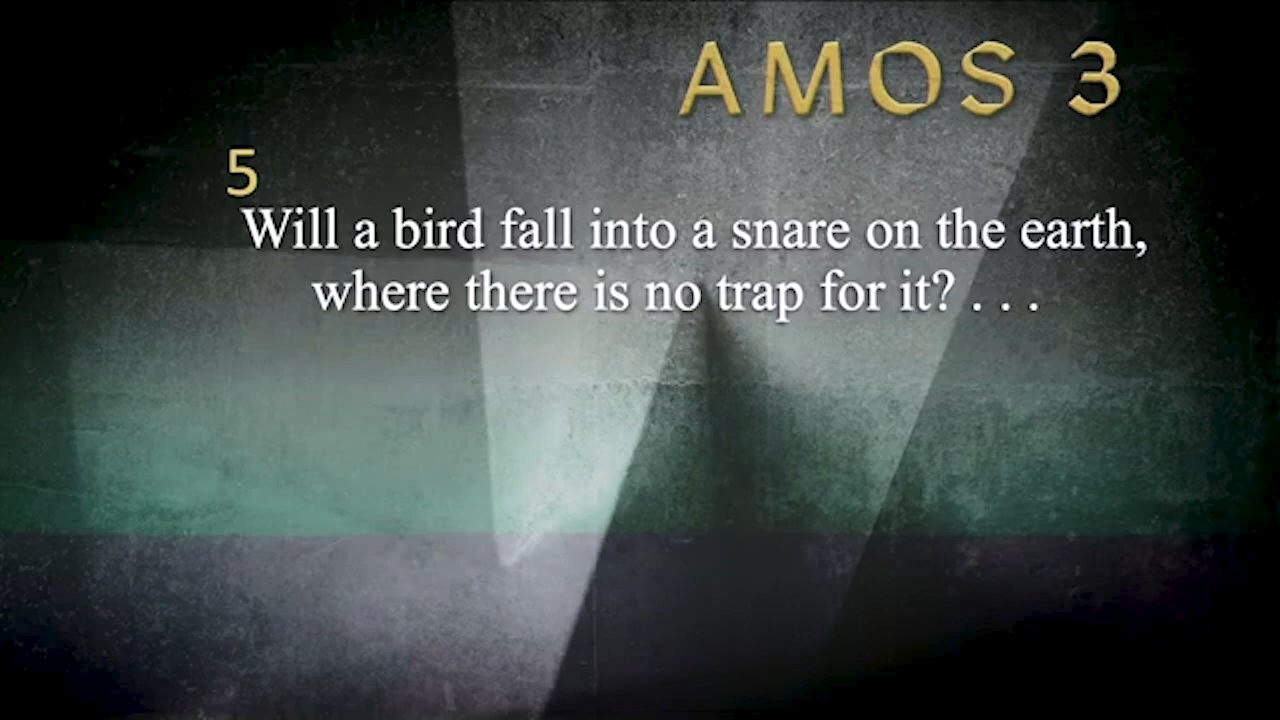 AMOS 3
5
Will a bird fall into a snare on the earth,
where there is no trap for it? . . .